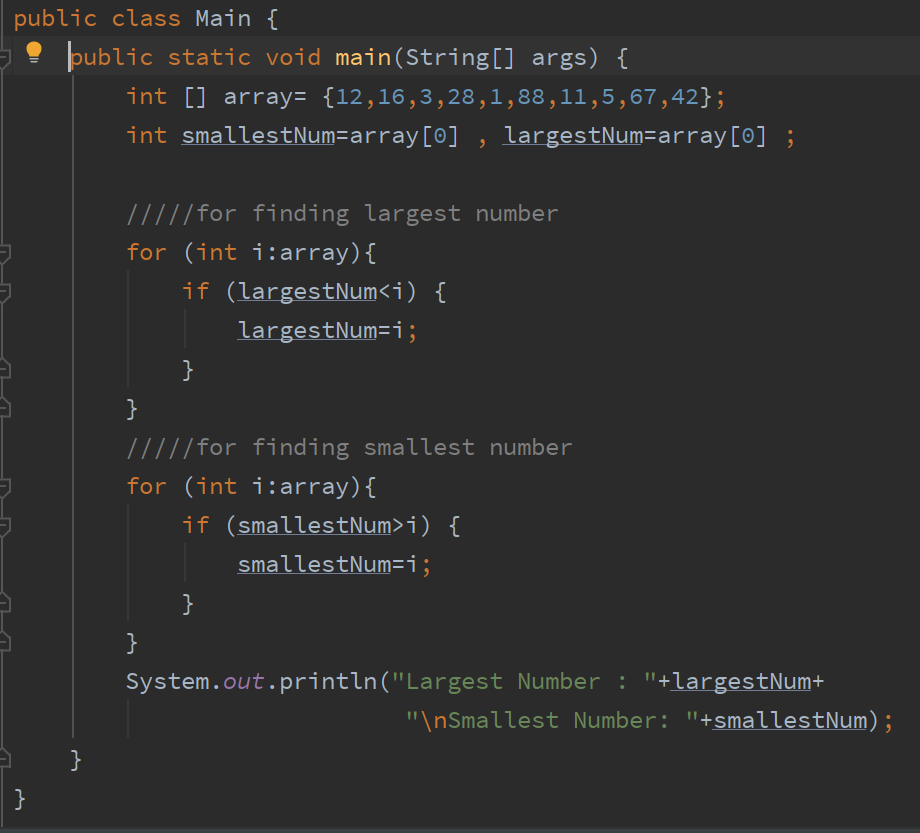 public class Main {
public static void main(String[] args) {
int [] array= {12,16,3,28,1,88,11,5,67,42};
int smallestNum=array[0] , largestNum=array[0] ;
/////for finding largest number
for (int i:array){
if (largestNum<i) {
largestNum=i;
}
}
/////for finding smallest number
for (int i:array){
if (smallestNum>i) {
smallestNum=i;
}
}
System.out.println("Largest Number : "+largestNum+
"\nSmallest Number: "+smallestNum);
}
}